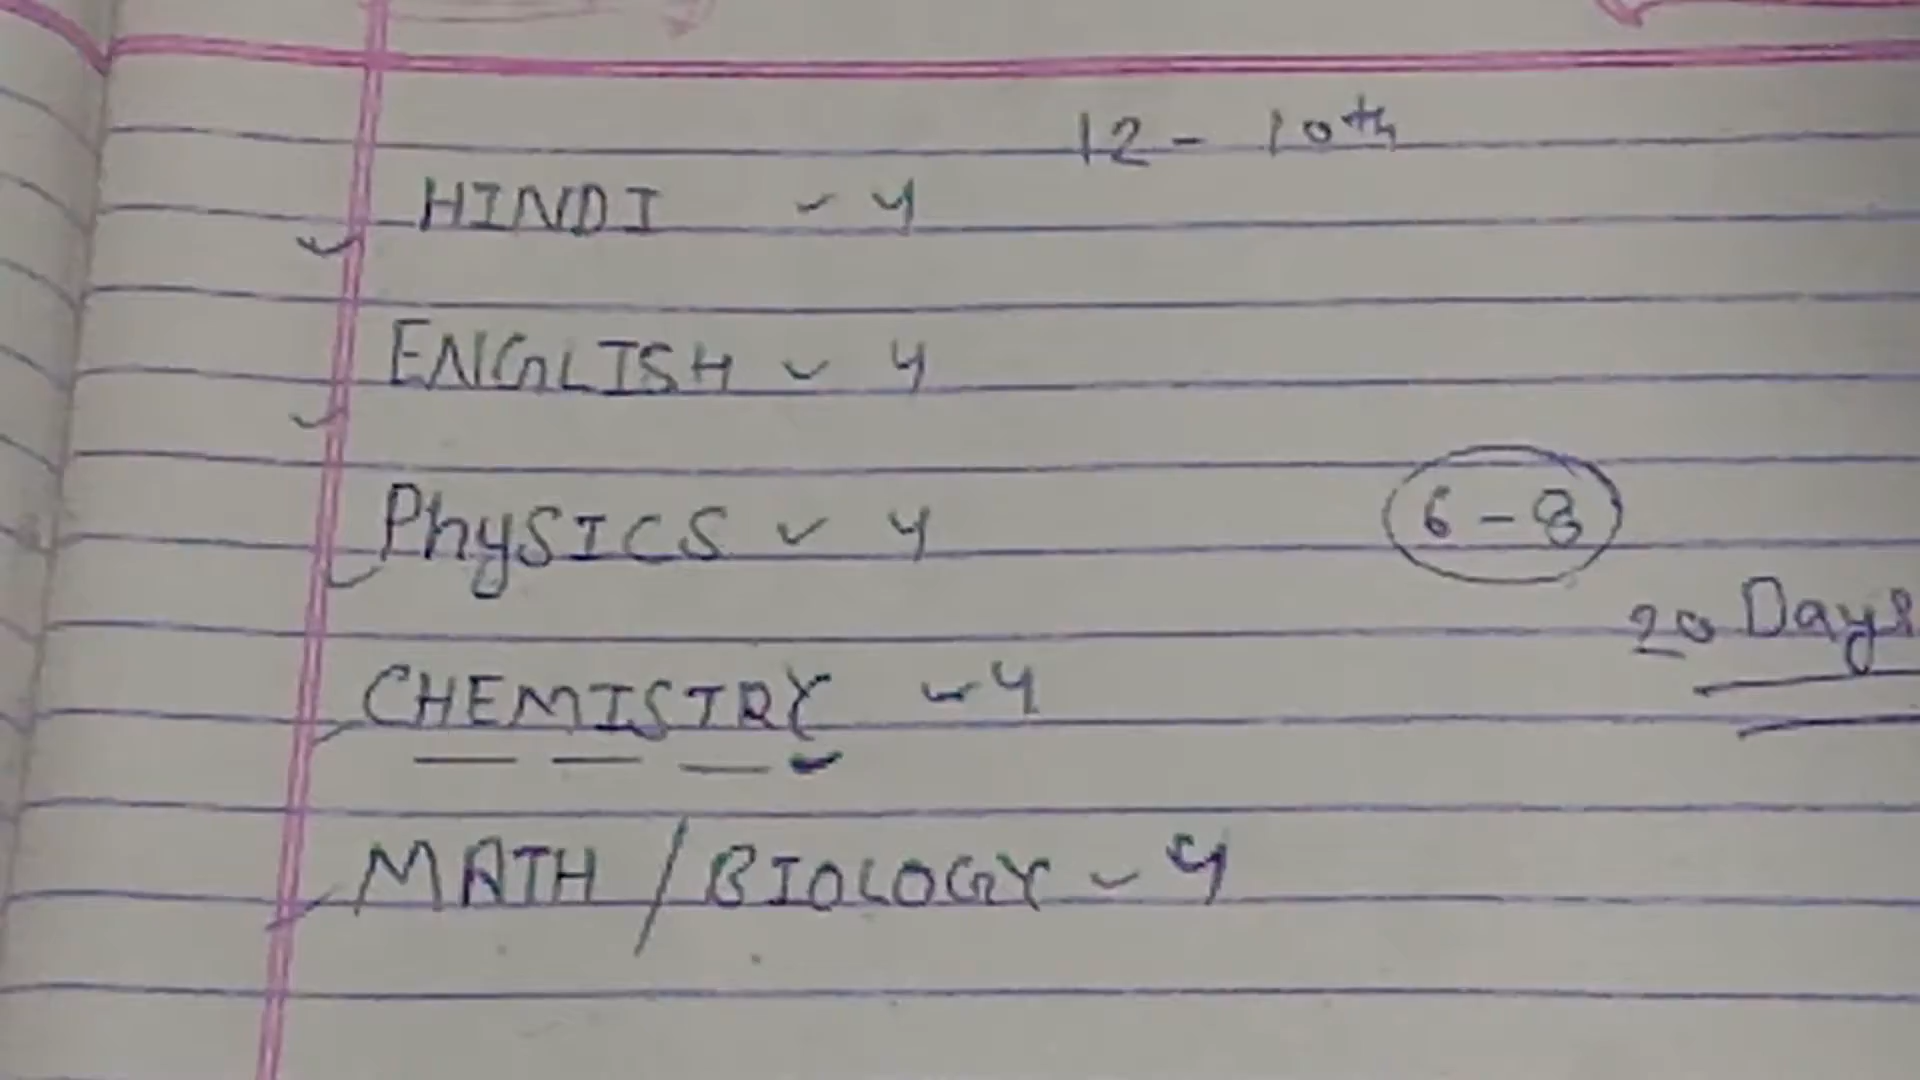 12 - 10th
HINDI - 4
ENGLISH - 4
PhySICS - 4
6 - 8
20 Days
CHEMISTRY - 4
MATH / BIOLOGY - 4